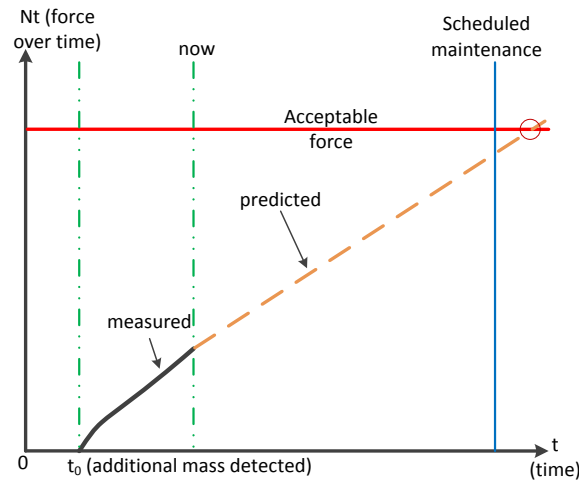 Nt (force
over time)
now
Scheduled
maintenance
Acceptable
force
predicted
measured
0
t₀ (additional mass detected)
t
(time)